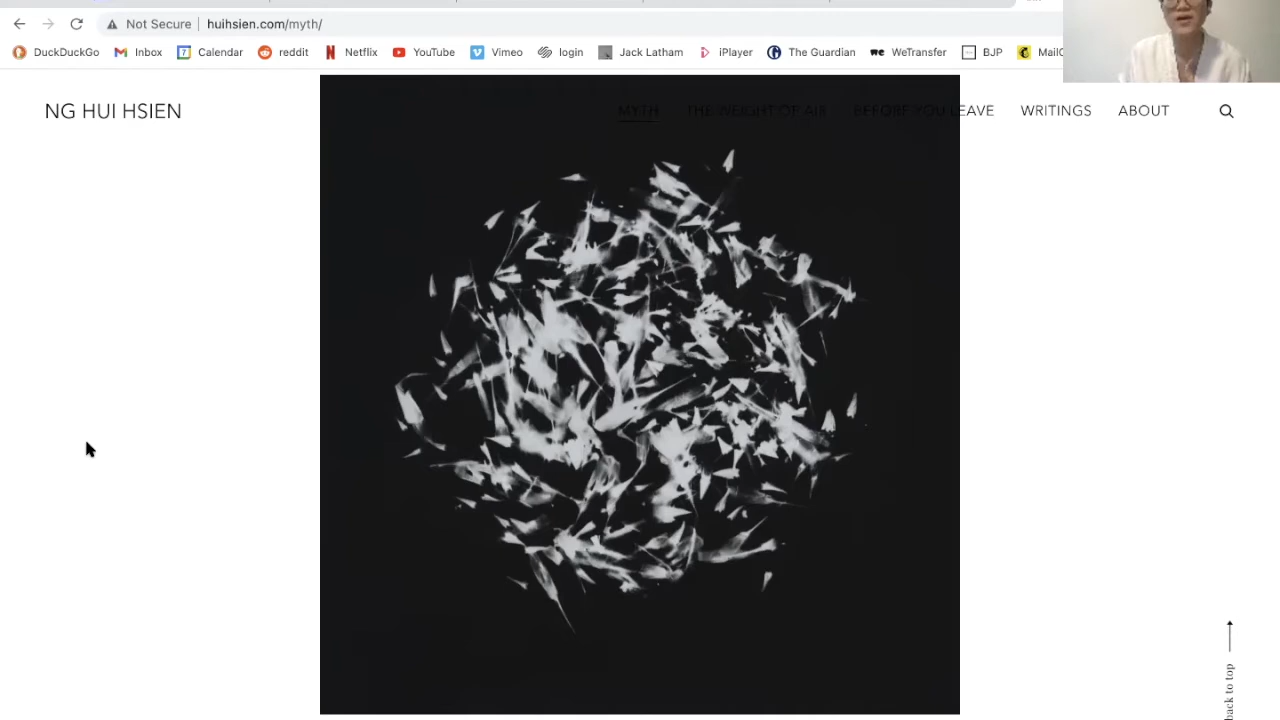 Not Secure huihsien.com/myth/
DuckDuckGo Inbox Calendar reddit Netflix YouTube Vimeo login Jack Latham iPlayer The Guardian WeTransfer BJP MailC
NG HUI HSIEN MYTH THE WEIGHT OF AIR BEFORE YOU LEAVE WRITINGS ABOUT
back to top